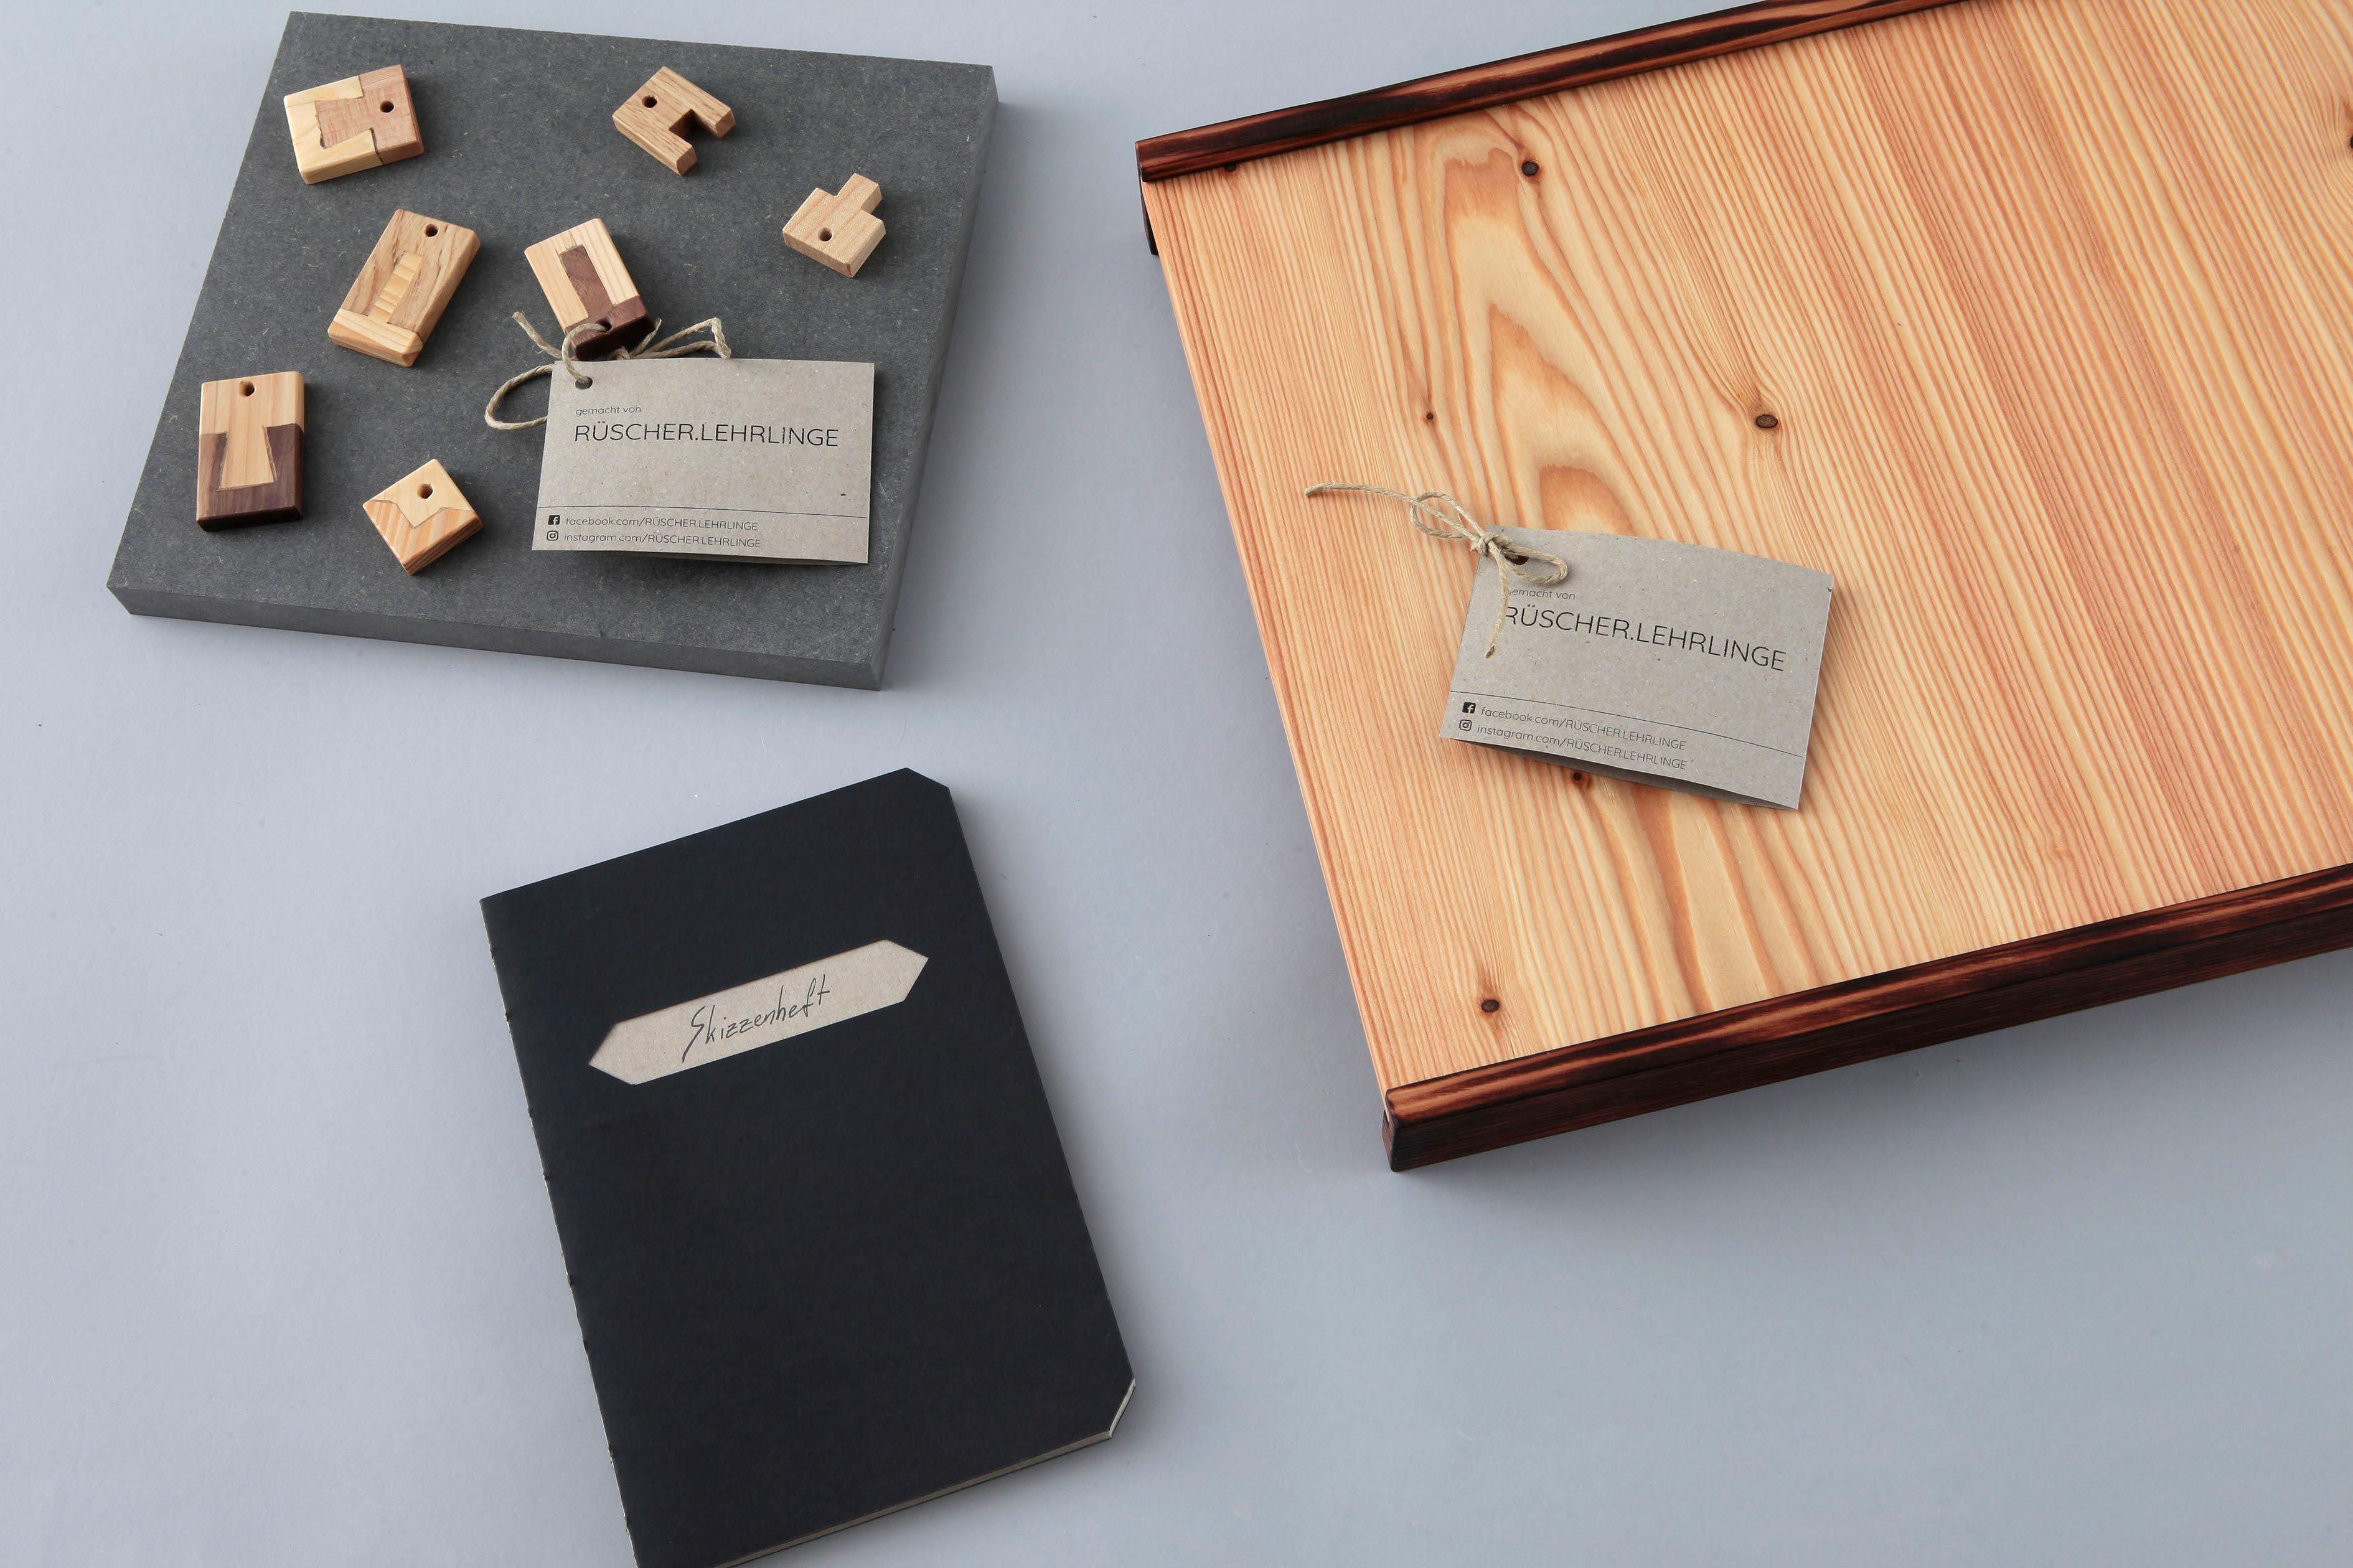 gemacht von
RÜSCHER.LEHRLINGE
facebook.com/RÜSCHER.LEHRLINGE
instagram.com/RÜSCHER.LEHRLINGE
gemacht von
RÜSCHER.LEHRLINGE
facebook.com/RÜSCHER.LEHRLINGE
instagram.com/RÜSCHER.LEHRLINGE
Skizzenheft